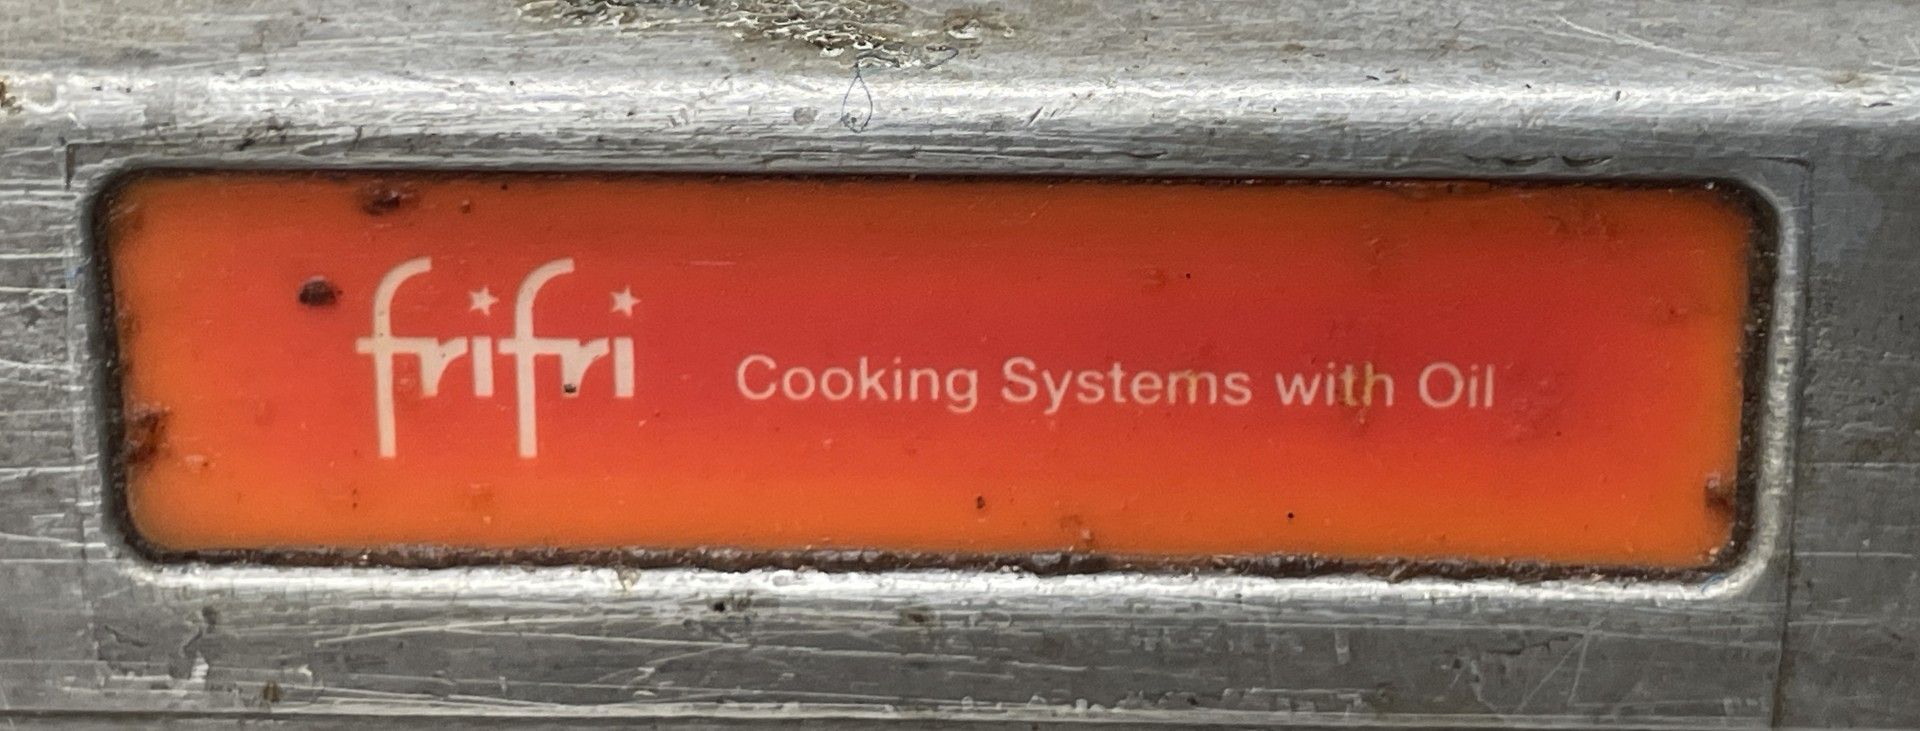 frifri
Cooking Systems with Oil